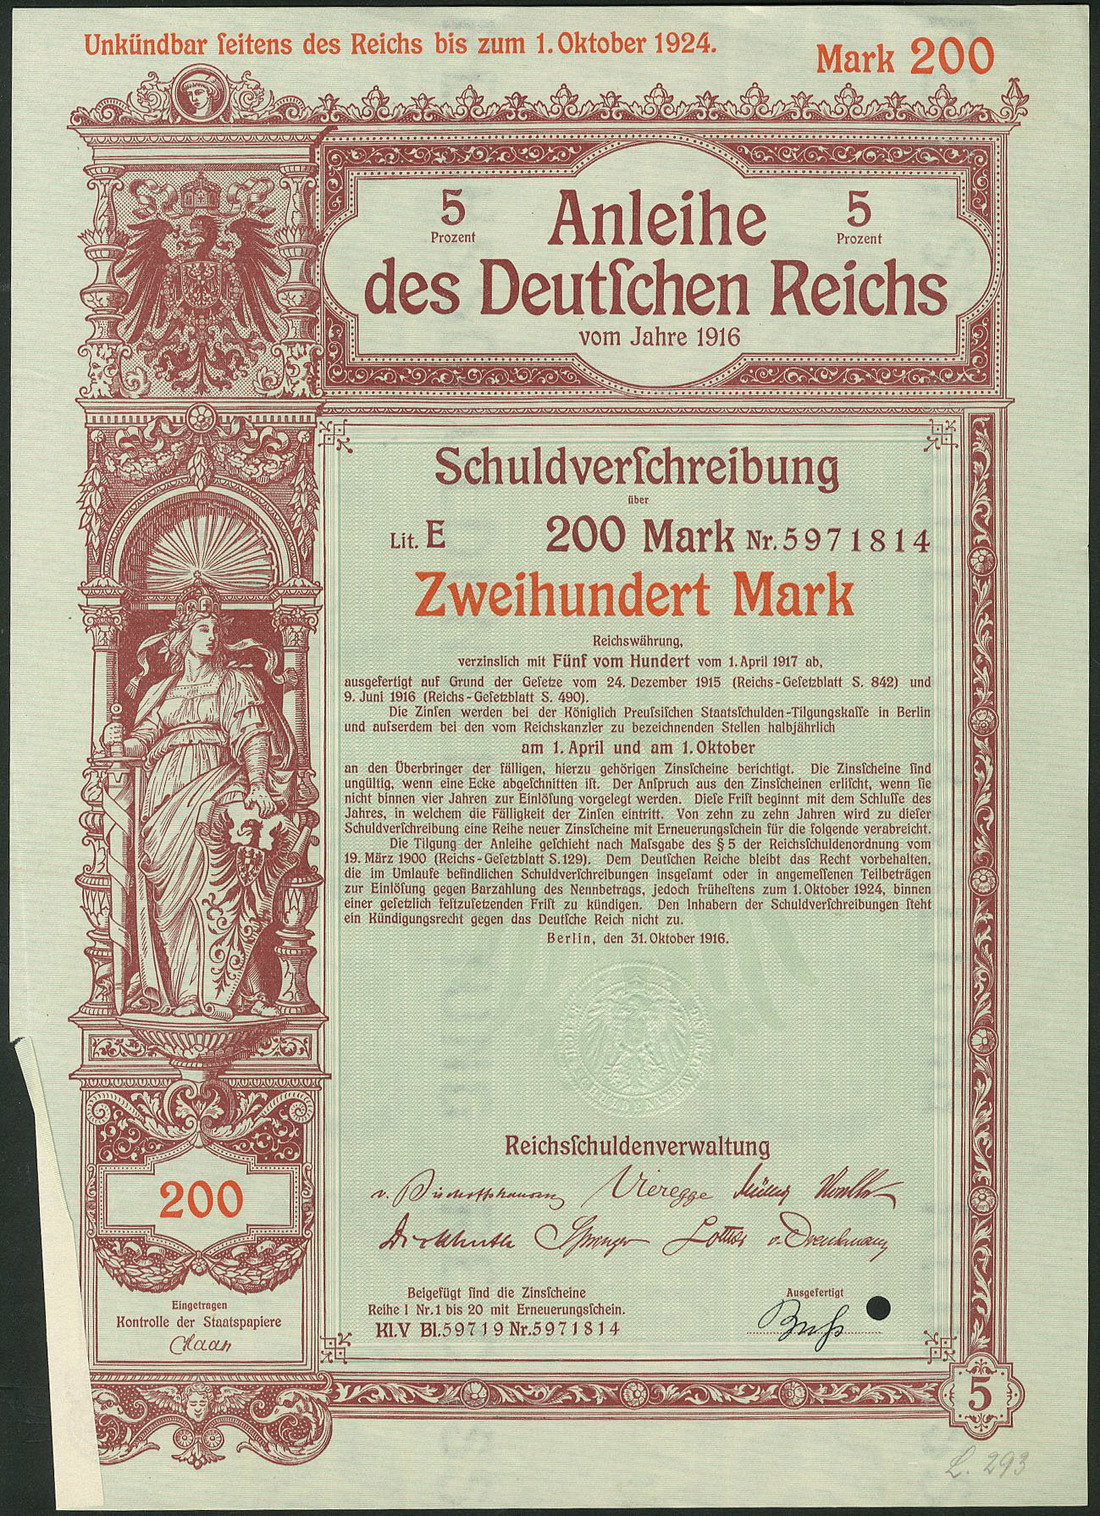 Unkündbar ſeitens des Reichs bis zum 1. Oktober 1924.
Mark 200
5 Prozent
Anleihe
5 Prozent
des Deutſchen Reichs
vom Jahre 1916
Schuldverſchreibung
über
Lit. E 200 Mark Nr. 5971814
Zweihundert Mark
Reichswährung,
verzinslich mit Fünf vom Hundert vom 1. April 1917 ab,
ausgefertigt auf Grund der Geſetze vom 24. Dezember 1915 (Reichs-Geſetzblatt S. 842) und
9. Juni 1916 (Reichs-Geſetzblatt S. 490).
Die Zinſen werden bei der Königlich Preuſsiſchen Staatsſchulden-Tilgungskaſſe in Berlin
und auſserdem bei den vom Reichskanzler zu bezeichnenden Stellen halbjährlich
am 1. April und am 1. Oktober
an den Überbringer der fälligen, hierzu gehörigen Zinsſcheine berichtigt. Die Zinsſcheine ſind
ungültig, wenn eine Ecke abgeſchnitten iſt. Der Anſpruch aus den Zinsſcheinen erliſcht, wenn ſie
nicht binnen vier Jahren zur Einlöſung vorgelegt werden. Dieſe Friſt beginnt mit dem Schluſſe des
Jahres, in welchem die Fälligkeit der Zinſen eintritt. Von zehn zu zehn Jahren wird zu dieſer
Schuldverſchreibung eine Reihe neuer Zinsſcheine mit Erneuerungsſchein für die folgende verabreicht.
Die Tilgung der Anleihe geſchieht nach Maſsgabe des § 5 der Reichsſchuldenordnung vom
19. März 1900 (Reichs-Geſetzblatt S. 129). Dem Deutſchen Reiche bleibt das Recht vorbehalten,
die im Umlaufe befindlichen Schuldverſchreibungen insgeſamt oder in angemeſſenen Teilbeträgen
zur Einlöſung gegen Barzahlung des Nennbetrags, jedoch früheſtens zum 1. Oktober 1924, binnen
einer geſetzlich feſtzuſetzenden Friſt zu kündigen. Den Inhabern der Schuldverſchreibungen ſteht
ein Kündigungsrecht gegen das Deutſche Reich nicht zu.
Berlin, den 31. Oktober 1916.
Reichsſchuldenverwaltung
v. Bischoffshausen Vieregge Müller
Springer Lottner
200
Eingetragen
Kontrolle der Staatspapiere
Beigefügt ſind die Zinsſcheine
Reihe I Nr. 1 bis 20 mit Erneuerungsſchein.
Kl. V Bl. 59719 Nr. 5971814
Ausgefertigt
5
L. 293